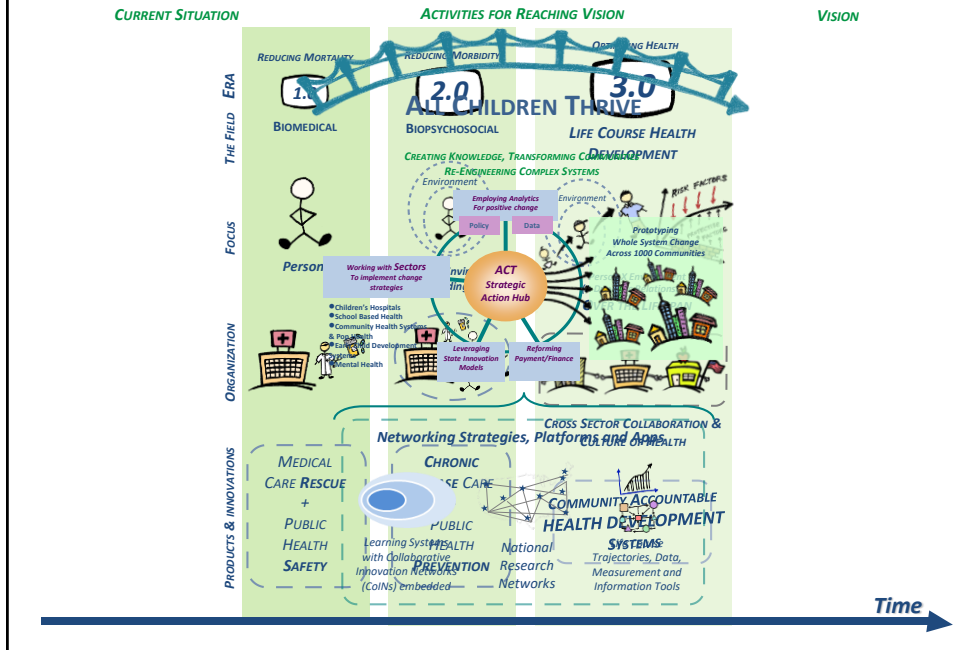 CURRENT SITUATION
ACTIVITIES FOR REACHING VISION
VISION
THE FIELD ERA
REDUCING MORTALITY
REDUCING MORBIDITY
HEALTH
2.0
3.0
ALL CHILDREN THRIVE
BIOMEDICAL
BIOPSYCHOSOCIAL
LIFE COURSE HEALTH
DEVELOPMENT
CREATING KNOWLEDGE, TRANSFORMING COMMUNITIES
RE-ENGINEERING COMPLEX SYSTEMS
FOCUS
Person
Environment
Environment
RISK FACTORS
Employing Analytics
For positive change
Policy
Data
Working with Sectors
To implement change
strategies
ACT
Strategic
Action Hub
Prototyping
Whole System Change
Across 1000 Communities
ORGANIZATION
Children's Hospitals
School Based Health
Community Health Systems
& Pop Health
Development
Mental Health
Leveraging
State Innovation
Models
Reforming
Payment/Finance
CROSS SECTOR COLLABORATION &
CULTURE OF HEALTH
Networking Strategies, Platforms and Apps
PRODUCTS & INNOVATIONS
MEDICAL
CARE RESCUE
+
PUBLIC
HEALTH
SAFETY
CHRONIC
CARE
PUBLIC
HEALTH
PREVENTION
Learning Systems
with Collaborative
Innovation Networks
(CoINs) embedded
National
Research
Networks
COMMUNITY ACCOUNTABLE
HEALTH DEVELOPMENT
SYSTEMS
Trajectories, Data,
Measurement and
Information Tools
Time